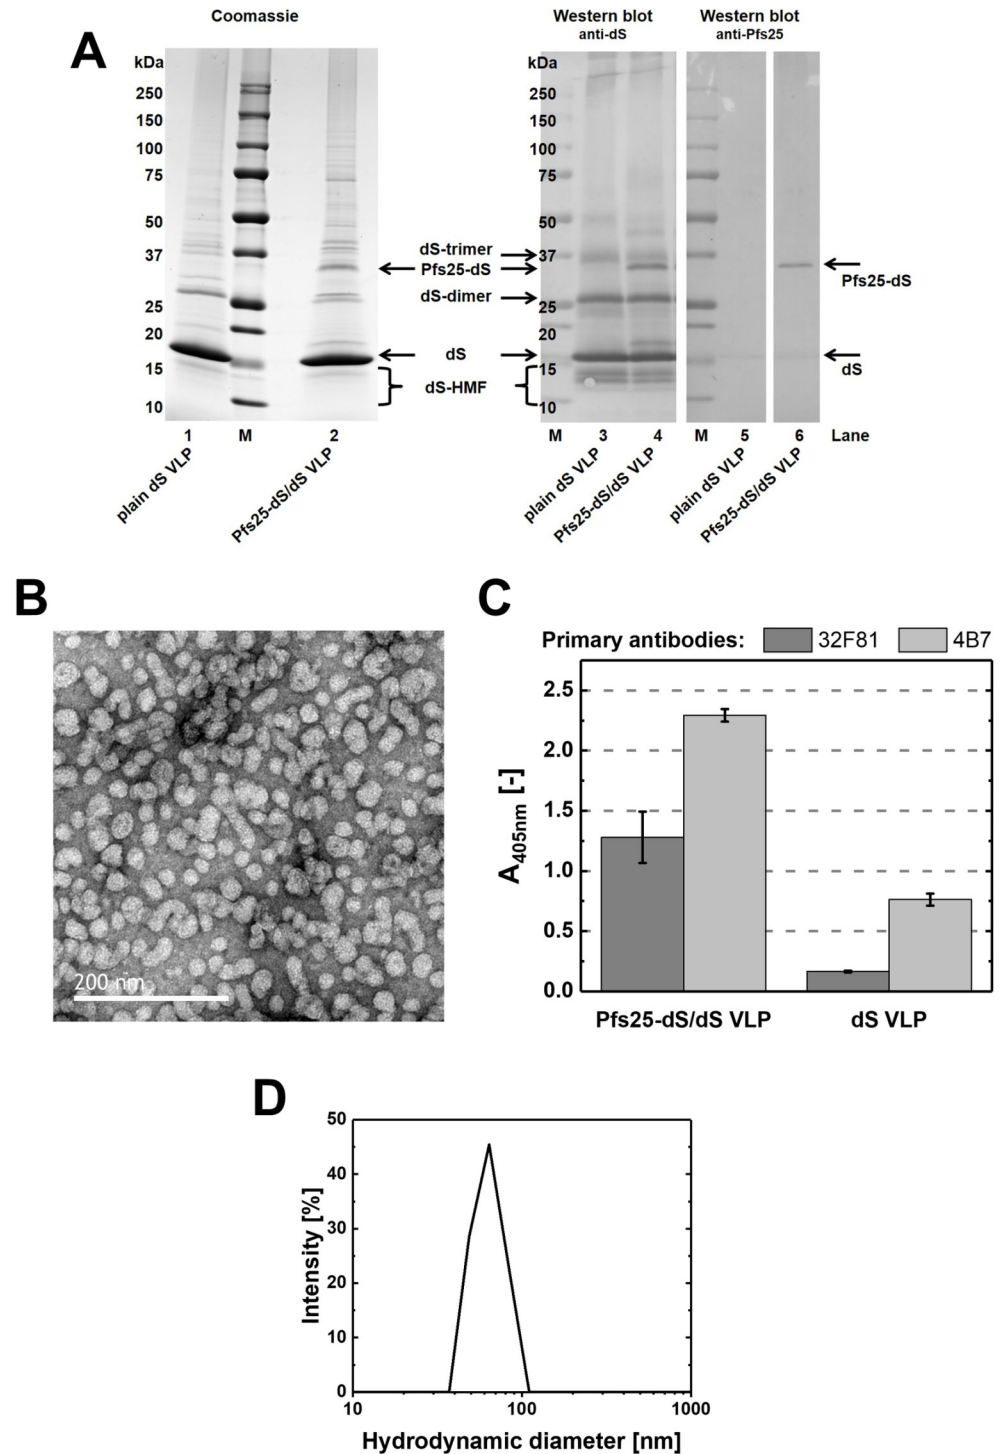 A
Coomassie
Western blot
anti-dS
Western blot
anti-Pfs25
kDa
250
150
100
75
50
37
25
20
15
10
dS-trimer
Pfs25-dS
dS-dimer
dS
dS-HMF
kDa
250
150
100
75
50
37
25
20
15
10
Pfs25-dS
dS
1 M 2
M 3 4 M 5 6 Lane
plain dS VLP
Pfs25-dS/dS VLP
plain dS VLP
Pfs25-dS/dS VLP
plain dS VLP
Pfs25-dS/dS VLP
B
200 nm
C
Primary antibodies: 32F81 4B7
A405nm [-]
2.5
2.0
1.5
1.0
0.5
0.0
Pfs25-dS/dS VLP dS VLP
D
Intensity [%]
50
40
30
20
10
0
10 100 1000
Hydrodynamic diameter [nm]